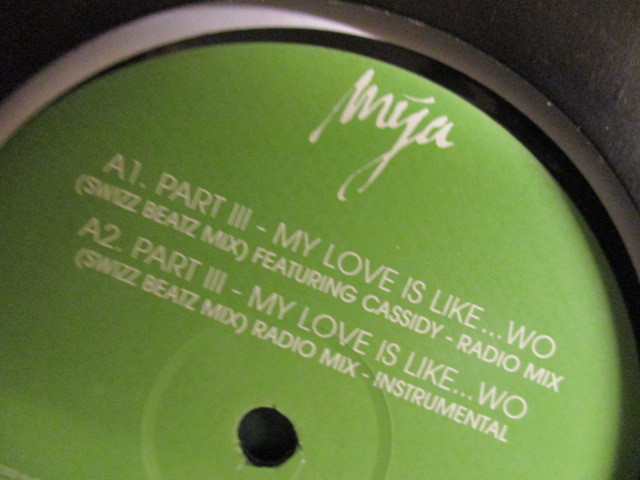 Mýa
A1. PART III - MY LOVE IS LIKE...WO
(SWIZZ BEATZ MIX) FEATURING CASSIDY - RADIO MIX
A2. PART III - MY LOVE IS LIKE...WO
(SWIZZ BEATZ MIX) RADIO MIX - INSTRUMENTAL